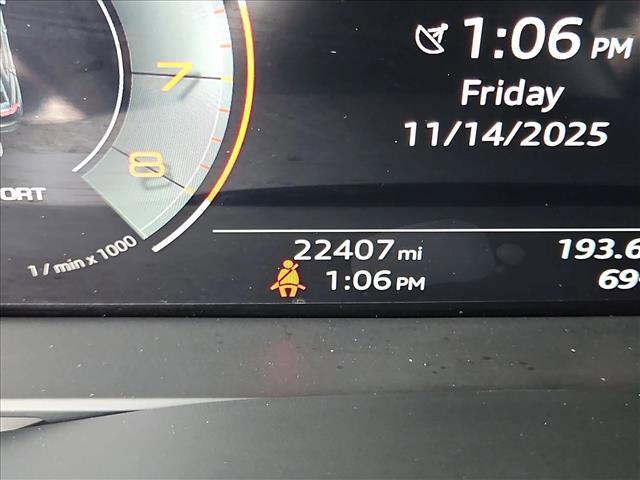 1:06 PM
7
Friday
11/14/2025
8
ORT
1 / min x 1000
22407 mi
193.6
1:06 PM
69